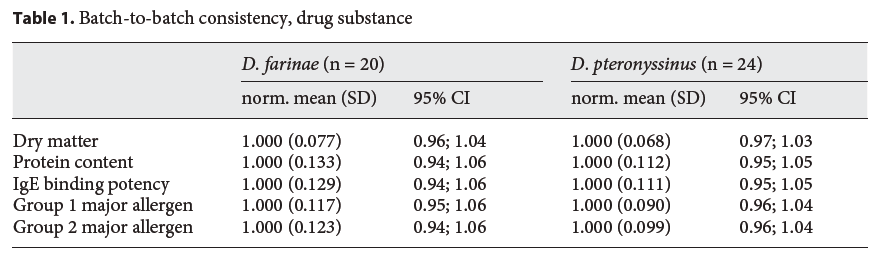 Table 1. Batch-to-batch consistency, drug substance
D. farinae (n = 20) D. pteronyssinus (n = 24)
norm. mean (SD) 95% CI norm. mean (SD) 95% CI
Dry matter 1.000 (0.077) 0.96; 1.04 1.000 (0.068) 0.97; 1.03
Protein content 1.000 (0.133) 0.94; 1.06 1.000 (0.112) 0.95; 1.05
IgE binding potency 1.000 (0.129) 0.94; 1.06 1.000 (0.111) 0.95; 1.05
Group 1 major allergen 1.000 (0.117) 0.95; 1.06 1.000 (0.090) 0.96; 1.04
Group 2 major allergen 1.000 (0.123) 0.94; 1.06 1.000 (0.099) 0.96; 1.04